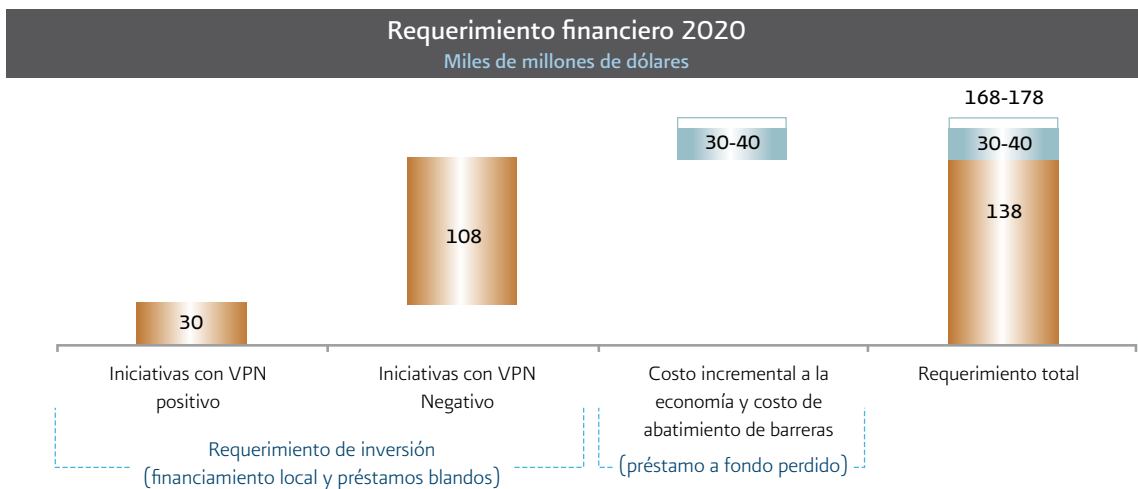 Requerimiento financiero 2020
Miles de millones de dólares
168-178
30-40
30-40
138
108
30
Iniciativas con VPN
positivo
Iniciativas con VPN
Negativo
Costo incremental a la
economía y costo de
abatimiento de barreras
Requerimiento total
Requerimiento de inversión
(financiamiento local y préstamos blandos)
(préstamo a fondo perdido)